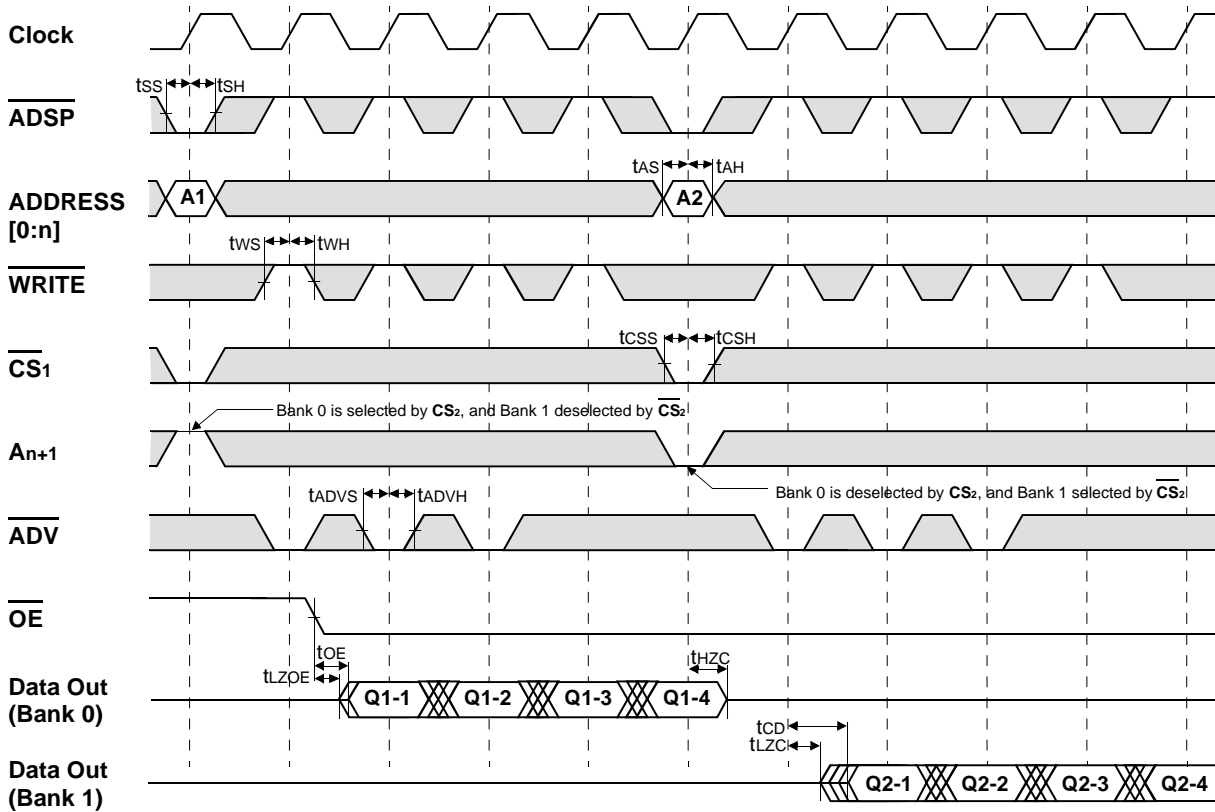 Clock
tSS tSH
ADSP
tAS tAH
ADDRESS
[0:n]
A1 A2
tWS tWH
WRITE
tCSS tCSH
CS1
Bank 0 is selected by CS2, and Bank 1 deselected by CS2
An+1
Bank 0 is deselected by CS2, and Bank 1 selected by CS2
tADVS tADVH
ADV
OE
tOE tHZC
tLZOE
Data Out
(Bank 0)
Q1-1 Q1-2 Q1-3 Q1-4
tCD
tLZC
Data Out
(Bank 1)
Q2-1 Q2-2 Q2-3 Q2-4